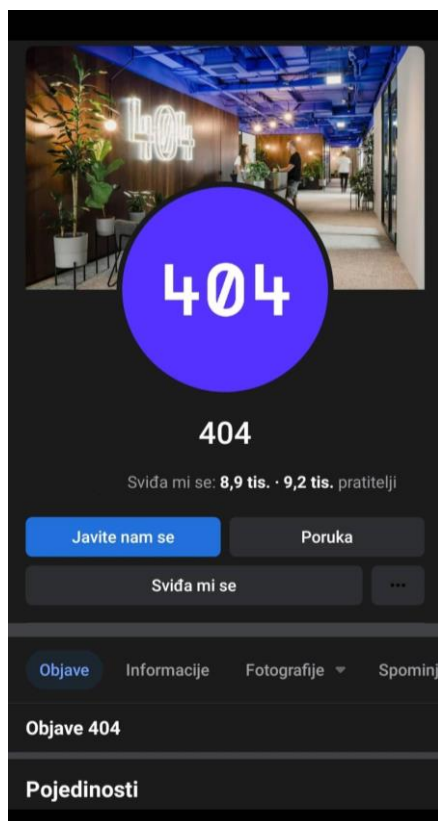 404
404
404
Sviđa mi se: 8,9 tis. · 9,2 tis. pratitelji
Javite nam se
Poruka
Sviđa mi se
Objave
Informacije
Fotografije
Spominj
Objave 404
Pojedinosti